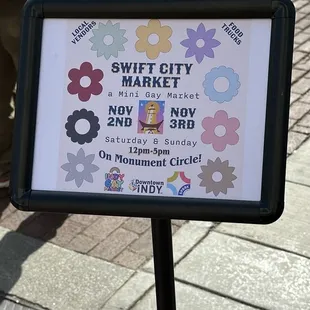 LOCAL VENDORS
FOOD TRUCKS
SWIFT CITY
MARKET
a Mini Gay Market
NOV 2ND
NOV 3RD
Saturday & Sunday
12pm-5pm
On Monument Circle!
Downtown
INDY